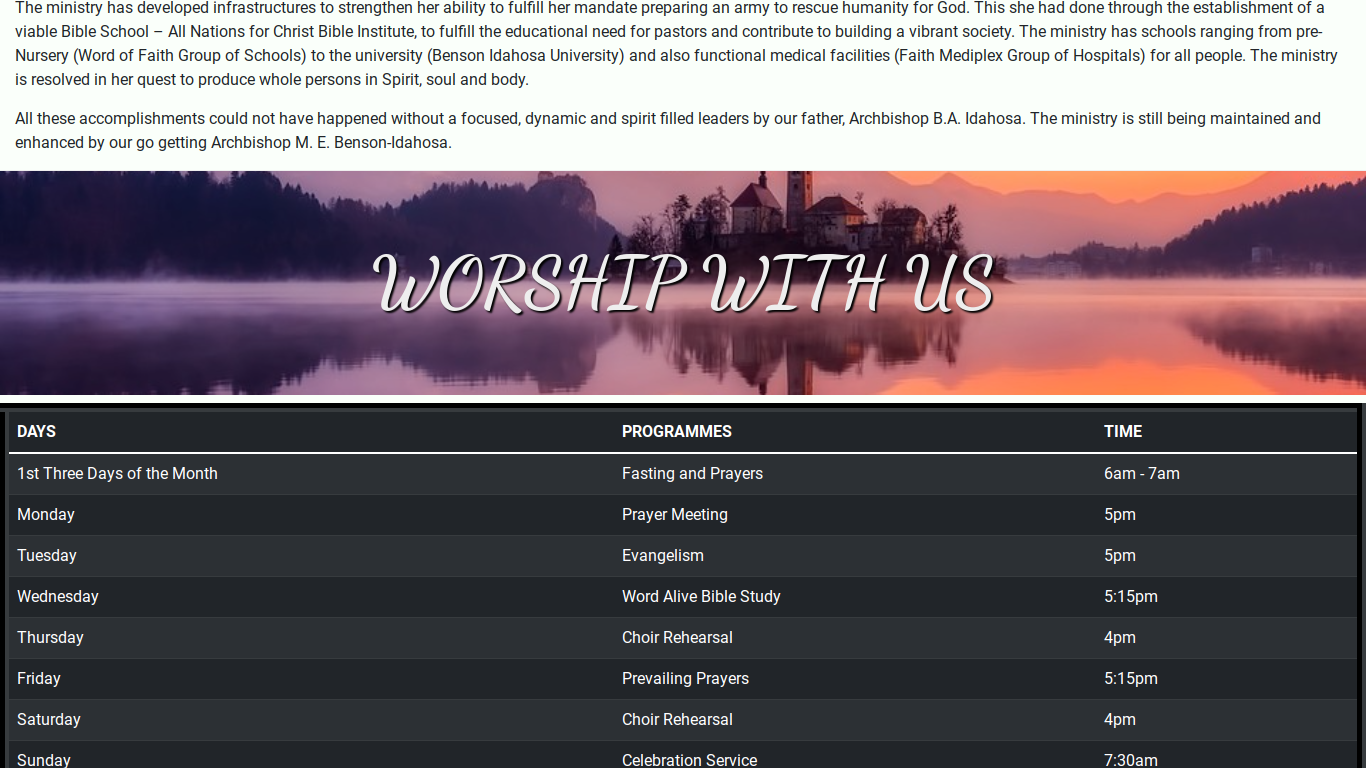 The ministry has developed infrastructures to strengthen her ability to fulfill her mandate preparing an army to rescue humanity for God. This she had done through the establishment of a
viable Bible School – All Nations for Christ Bible Institute, to fulfill the educational need for pastors and contribute to building a vibrant society. The ministry has schools ranging from pre-
Nursery (Word of Faith Group of Schools) to the university (Benson Idahosa University) and also functional medical facilities (Faith Mediplex Group of Hospitals) for all people. The ministry
is resolved in her quest to produce whole persons in Spirit, soul and body.
All these accomplishments could not have happened without a focused, dynamic and spirit filled leaders by our father, Archbishop B.A. Idahosa. The ministry is still being maintained and
enhanced by our go getting Archbishop M. E. Benson-Idahosa.
WORSHIP WITH US
DAYS PROGRAMMES TIME
1st Three Days of the Month Fasting and Prayers 6am - 7am
Monday Prayer Meeting 5pm
Tuesday Evangelism 5pm
Wednesday Word Alive Bible Study 5:15pm
Thursday Choir Rehearsal 4pm
Friday Prevailing Prayers 5:15pm
Saturday Choir Rehearsal 4pm
Sunday Celebration Service 7:30am